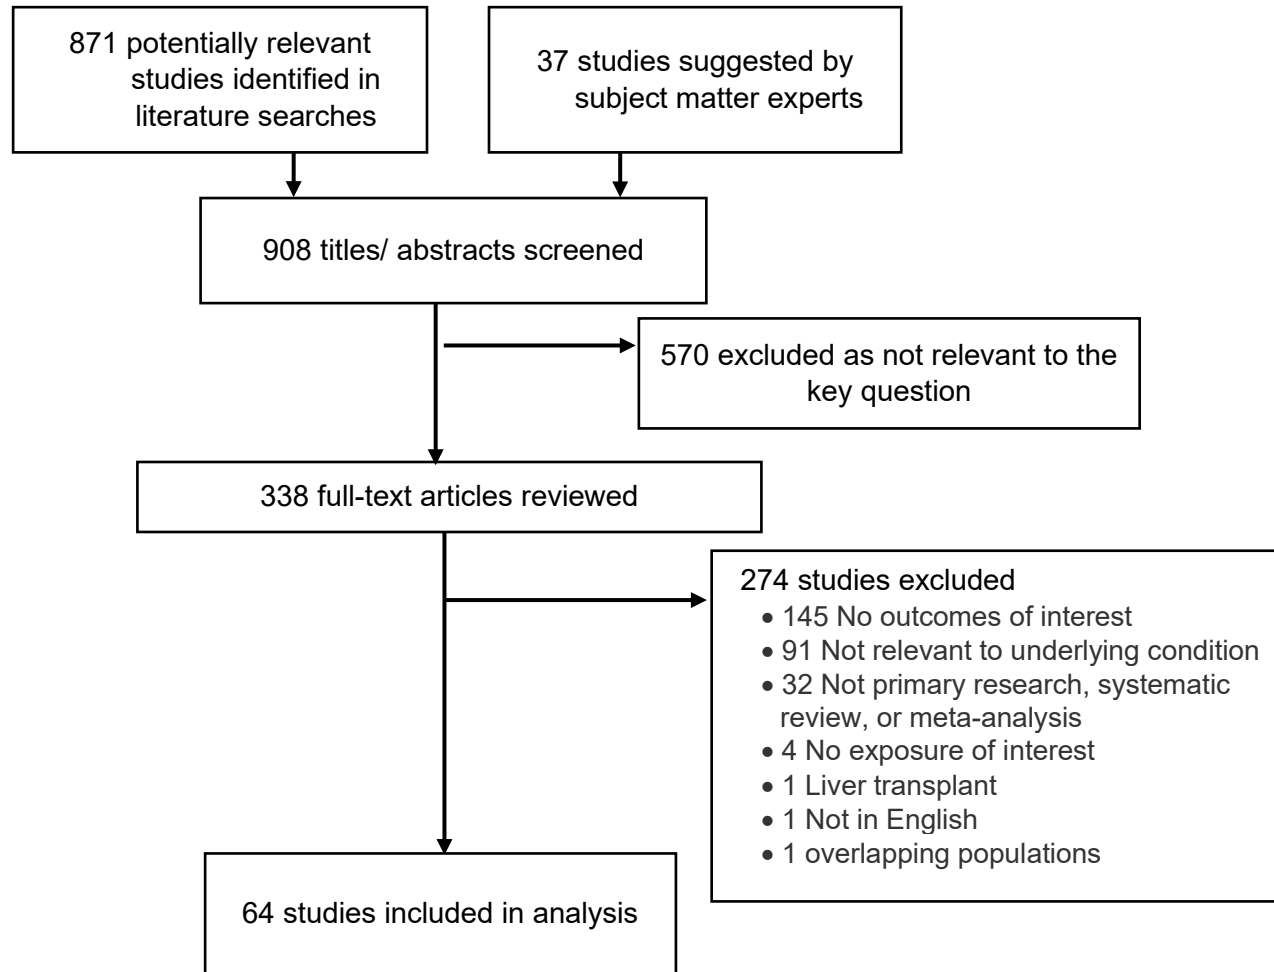 871 potentially relevant
studies identified in
literature searches
37 studies suggested by
subject matter experts
908 titles/ abstracts screened
570 excluded as not relevant to the
key question
338 full-text articles reviewed
274 studies excluded
• 145 No outcomes of interest
• 91 Not relevant to underlying condition
• 32 Not primary research, systematic
review, or meta-analysis
• 4 No exposure of interest
• 1 Liver transplant
• 1 Not in English
• 1 overlapping populations
64 studies included in analysis